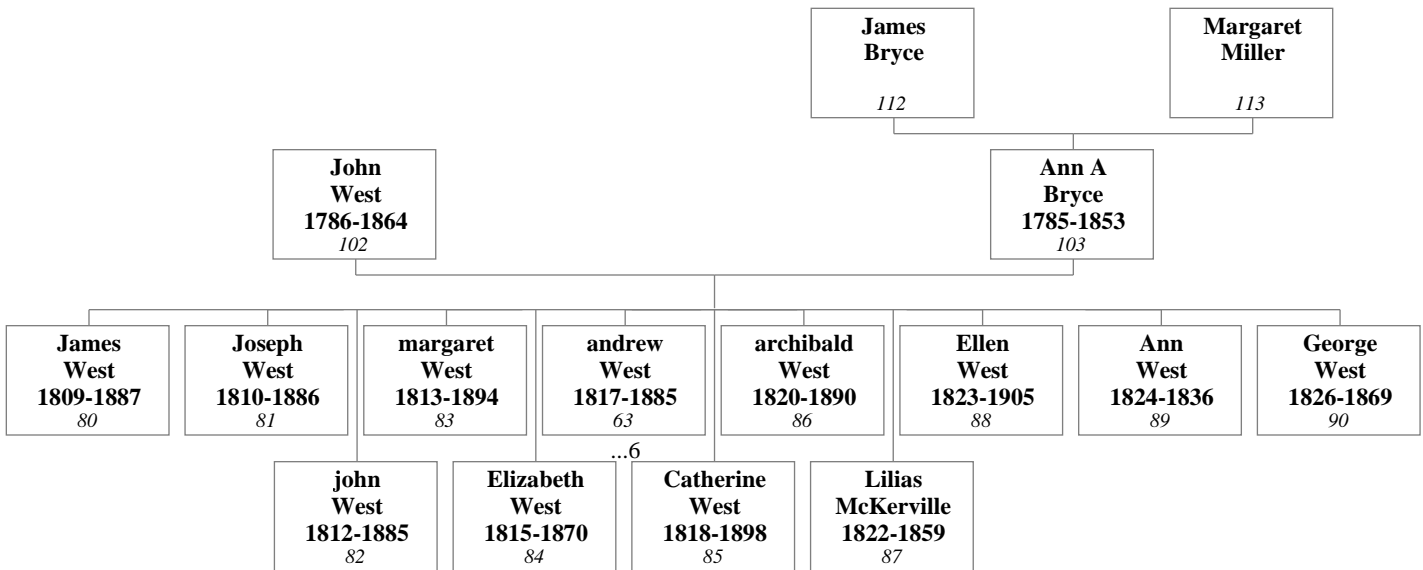 James
Bryce
112
Margaret
Miller
113
John
West
1786-1864
102
Ann A
Bryce
1785-1853
103
James
West
1809-1887
80
Joseph
West
1810-1886
81
margaret
West
1813-1894
83
andrew
West
1817-1885
63
...6
archibald
West
1820-1890
86
Ellen
West
1823-1905
88
Ann
West
1824-1836
89
George
West
1826-1869
90
john
West
1812-1885
82
Elizabeth
West
1815-1870
84
Catherine
West
1818-1898
85
Lilias
McKerville
1822-1859
87